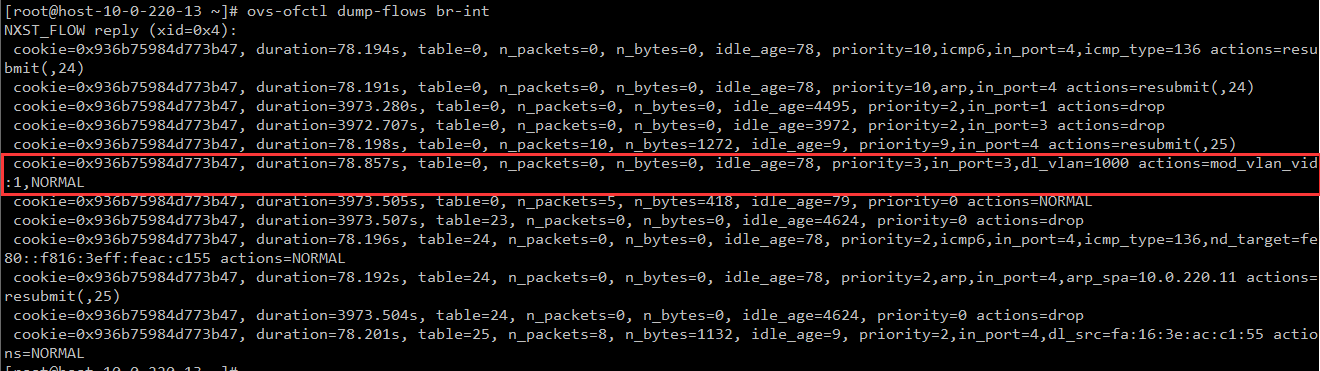 [root@host-10-0-220-13 ~]# ovs-ofctl dump-flows br-int
NXST_FLOW reply (xid=0x4):
 cookie=0x936b75984d773b47, duration=78.194s, table=0, n_packets=0, n_bytes=0, idle_age=78, priority=10,icmp6,in_port=4,icmp_type=136 actions=resu
bmit(,24)
 cookie=0x936b75984d773b47, duration=78.191s, table=0, n_packets=0, n_bytes=0, idle_age=78, priority=10,arp,in_port=4 actions=resubmit(,24)
 cookie=0x936b75984d773b47, duration=3973.280s, table=0, n_packets=0, n_bytes=0, idle_age=4495, priority=2,in_port=1 actions=drop
 cookie=0x936b75984d773b47, duration=3972.707s, table=0, n_packets=0, n_bytes=0, idle_age=3972, priority=2,in_port=3 actions=drop
 cookie=0x936b75984d773b47, duration=78.198s, table=0, n_packets=10, n_bytes=1272, idle_age=9, priority=9,in_port=4 actions=resubmit(,25)
 cookie=0x936b75984d773b47, duration=78.857s, table=0, n_packets=0, n_bytes=0, idle_age=78, priority=3,in_port=3,dl_vlan=1000 actions=mod_vlan_vid
:1,NORMAL
 cookie=0x936b75984d773b47, duration=3973.505s, table=0, n_packets=5, n_bytes=418, idle_age=79, priority=0 actions=NORMAL
 cookie=0x936b75984d773b47, duration=3973.507s, table=23, n_packets=0, n_bytes=0, idle_age=4624, priority=0 actions=drop
 cookie=0x936b75984d773b47, duration=78.196s, table=24, n_packets=0, n_bytes=0, idle_age=78, priority=2,icmp6,in_port=4,icmp_type=136,nd_target=fe
80::f816:3eff:feac:c155 actions=NORMAL
 cookie=0x936b75984d773b47, duration=78.192s, table=24, n_packets=0, n_bytes=0, idle_age=78, priority=2,arp,in_port=4,arp_spa=10.0.220.11 actions=
resubmit(,25)
 cookie=0x936b75984d773b47, duration=3973.504s, table=24, n_packets=0, n_bytes=0, idle_age=4624, priority=0 actions=drop
 cookie=0x936b75984d773b47, duration=78.201s, table=25, n_packets=8, n_bytes=1132, idle_age=9, priority=2,in_port=4,dl_src=fa:16:3e:ac:c1:55 actio
ns=NORMAL
[root@host-10-0-220-13 ~]#